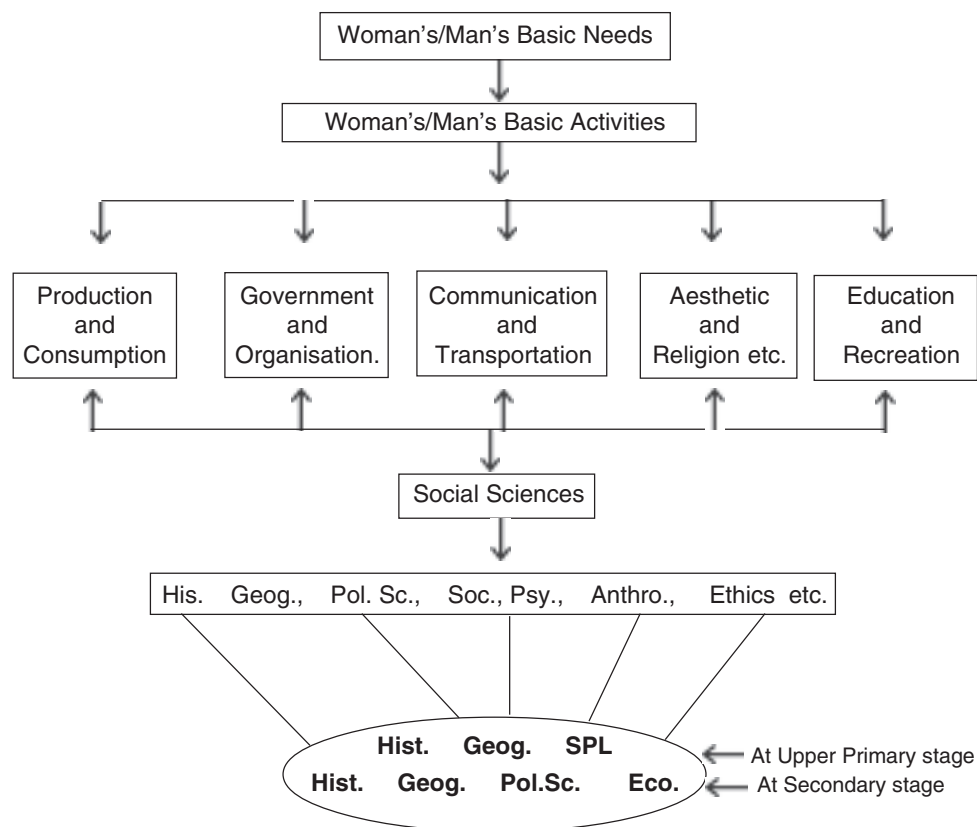 Woman's/Man's Basic Needs
Woman's/Man's Basic Activities
Production
and
Consumption
Government
and
Organisation.
Communication
and
Transportation
Aesthetic
and
Religion etc.
Education
and
Recreation
Social Sciences
His. Geog., Pol. Sc., Soc., Psy., Anthro., Ethics etc.
Hist. Geog. SPL
At Upper Primary stage
Hist. Geog. Pol.Sc. Eco.
At Secondary stage